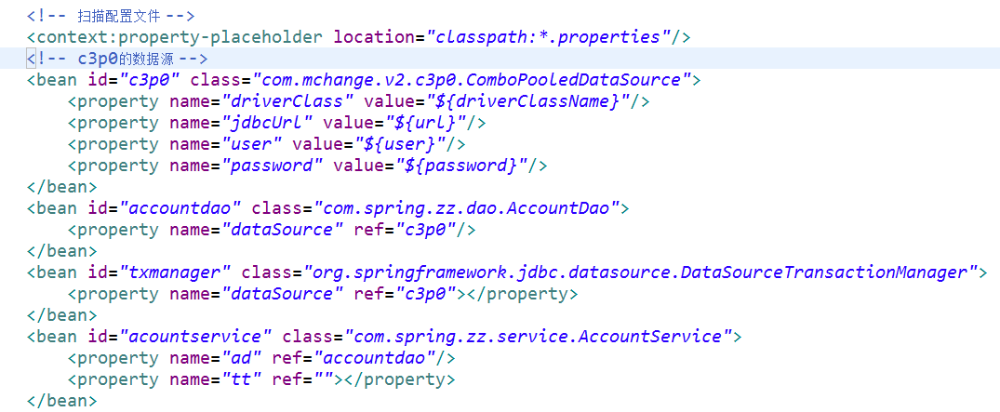 <!-- 扫描配置文件 -->
<context:property-placeholder location="classpath:*.properties"/>
<!-- c3p0的数据源 -->
<bean id="c3p0" class="com.mchange.v2.c3p0.ComboPooledDataSource">
    <property name="driverClass" value="${driverClassName}"/>
    <property name="jdbcUrl" value="${url}"/>
    <property name="user" value="${user}"/>
    <property name="password" value="${password}"/>
</bean>
<bean id="accountdao" class="com.spring.zz.dao.AccountDao">
    <property name="dataSource" ref="c3p0"/>
</bean>
<bean id="txmanager" class="org.springframework.jdbc.datasource.DataSourceTransactionManager">
    <property name="dataSource" ref="c3p0"></property>
</bean>
<bean id="acountservice" class="com.spring.zz.service.AccountService">
    <property name="ad" ref="accountdao"/>
    <property name="tt" ref=""></property>
</bean>